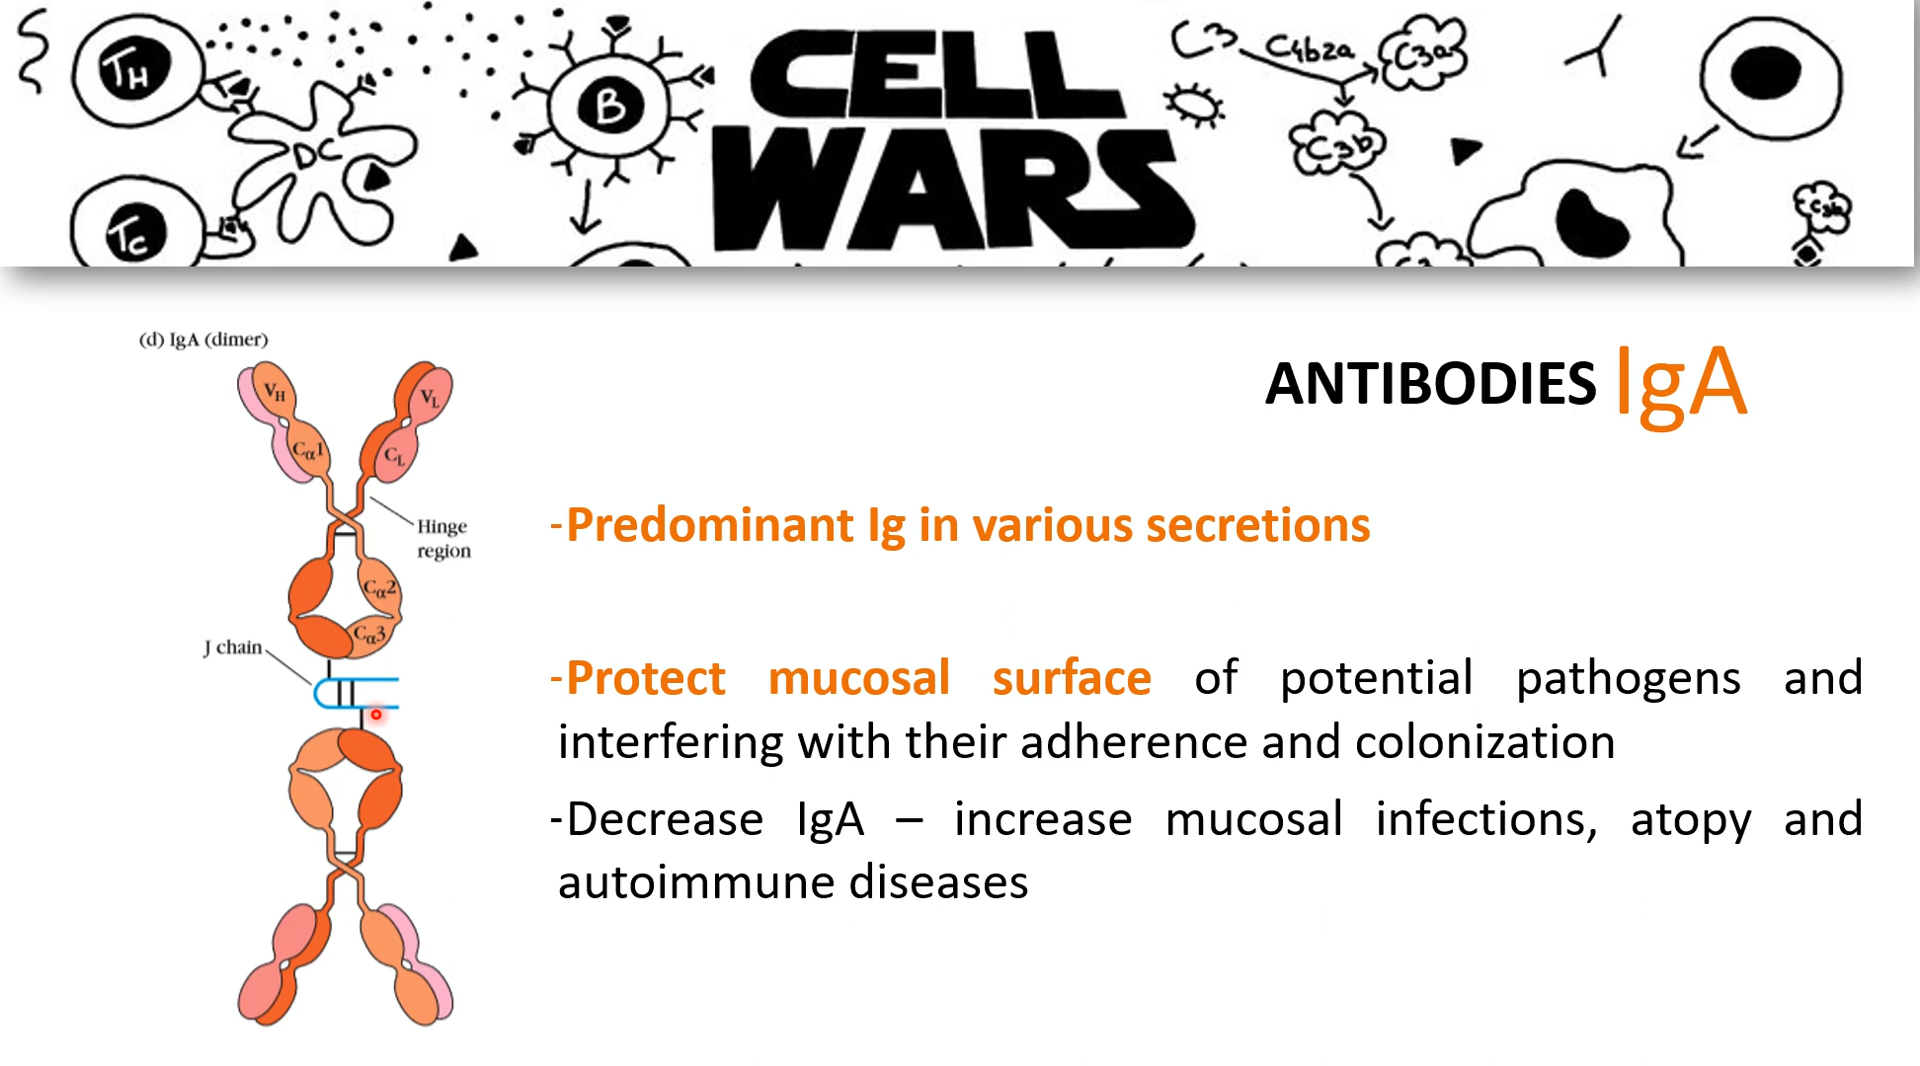 TH
B
CELL
WARS
C3
C4b2a
C3a
DC
C3b
Tc
(d) IgA (dimer)
ANTIBODIES IgA
VH
VL
Cα1
CL
Hinge
region
-Predominant Ig in various secretions
Cα2
Cα3
J chain
-Protect mucosal surface of potential pathogens and
interfering with their adherence and colonization
-Decrease IgA – increase mucosal infections, atopy and
autoimmune diseases